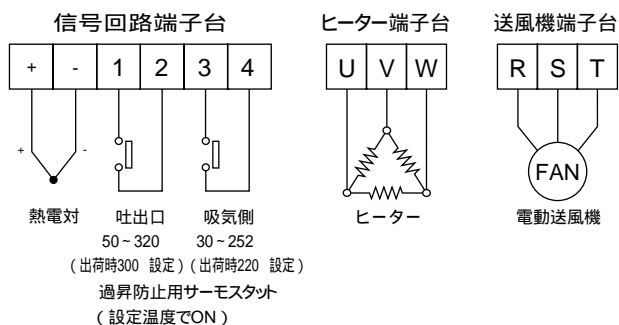 信号回路端子台 ヒーター端子台 送風機端子台
+ - 1 2 3 4 U V W R S T
+ - FAN
熱電対 吐出口 吸気側 ヒーター 電動送風機
50~320 30~252
(出荷時300 設定)(出荷時220 設定)
過昇防止用サーモスタット
(設定温度でON)